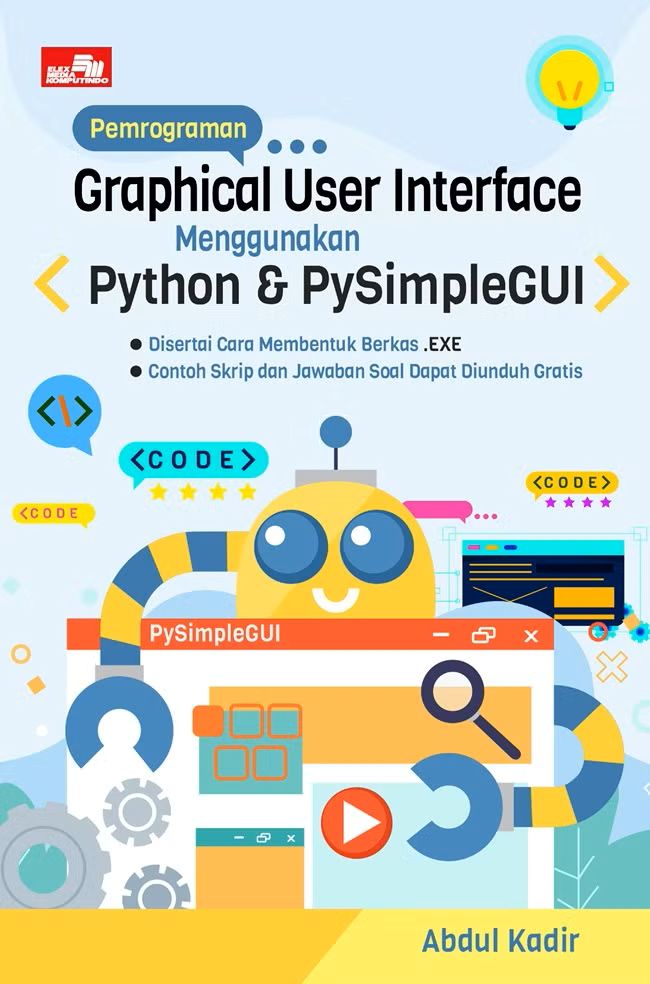 ELEX
MEDIA
KOMPUTINDO
Pemrograman
Graphical User Interface
Menggunakan
< Python & PySimpleGUI >
● Disertai Cara Membentuk Berkas .EXE
● Contoh Skrip dan Jawaban Soal Dapat Diunduh Gratis
<\>
<CODE>
<CODE>
<CODE
PySimpleGUI
Abdul Kadir